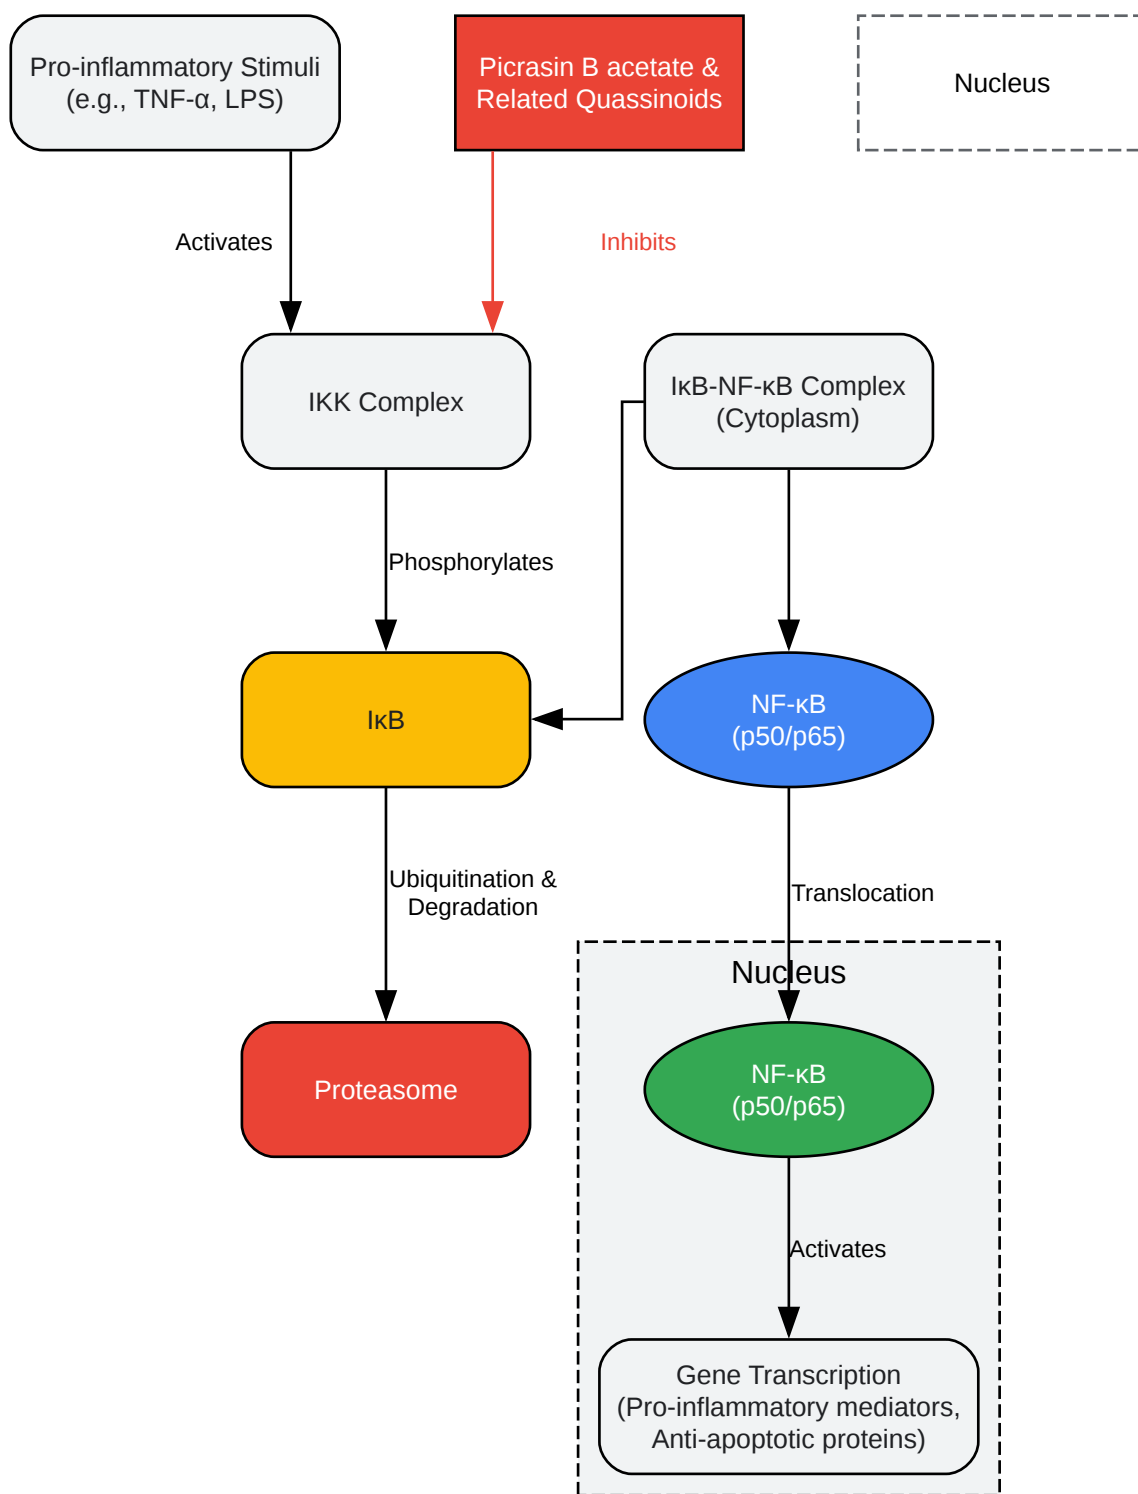 Pro-inflammatory Stimuli
(e.g., TNF-α, LPS)
Picrasin B acetate &
Related Quassinoids
Nucleus
Activates
Inhibits
IKK Complex
IκB-NF-κB Complex
(Cytoplasm)
Phosphorylates
IκB
NF-κB
(p50/p65)
Ubiquitination &
Degradation
Translocation
Nucleus
Proteasome
NF-κB
(p50/p65)
Activates
Gene Transcription
(Pro-inflammatory mediators,
Anti-apoptotic proteins)